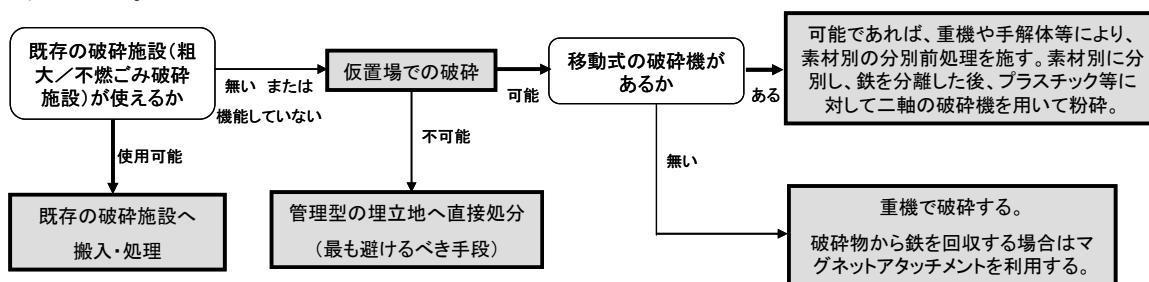 既存の破砕施設(粗
大／不燃ごみ破砕
施設)が使えるか
無い または
機能していない
使用可能
既存の破砕施設へ
搬入・処理
仮置場での破砕
可能
不可能
管理型の埋立地へ直接処分
(最も避けるべき手段)
移動式の破砕機が
あるか
ある
無い
可能であれば、重機や手解体等により、
素材別の分別前処理を施す。素材別に分
別し、鉄を分離した後、プラスチック等に
対して二軸の破砕機を用いて粉砕。
重機で破砕する。
破砕物から鉄を回収する場合はマ
グネットアタッチメントを利用する。